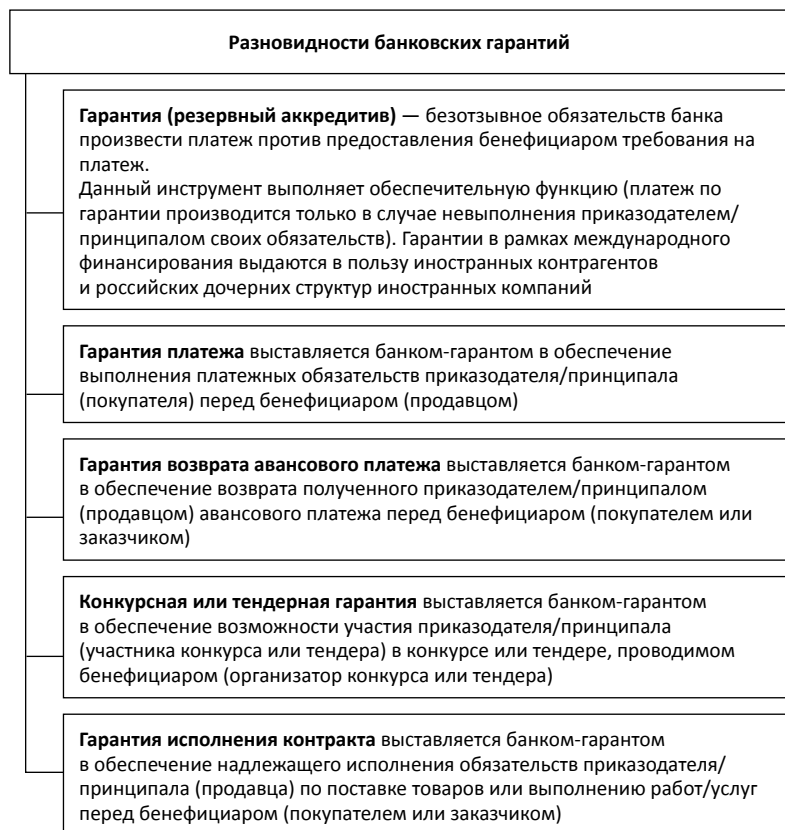 Разновидности банковских гарантий
Гарантия (резервный аккредитив) — безотзывное обязательств банка
произвести платеж против предоставления бенефициаром требования на
платеж.
Данный инструмент выполняет обеспечительную функцию (платеж по
гарантии производится только в случае невыполнения приказодателем/
принципалом своих обязательств). Гарантии в рамках международного
финансирования выдаются в пользу иностранных контрагентов
и российских дочерних структур иностранных компаний
Гарантия платежа выставляется банком-гарантом в обеспечение
выполнения платежных обязательств приказодателя/принципала
(покупателя) перед бенефициаром (продавцом)
Гарантия возврата авансового платежа выставляется банком-гарантом
в обеспечение возврата полученного приказодателем/принципалом
(продавцом) авансового платежа перед бенефициаром (покупателем или
заказчиком)
Конкурсная или тендерная гарантия выставляется банком-гарантом
в обеспечение возможности участия приказодателя/принципала
(участника конкурса или тендера) в конкурсе или тендере, проводимом
бенефициаром (организатор конкурса или тендера)
Гарантия исполнения контракта выставляется банком-гарантом
в обеспечение надлежащего исполнения обязательств приказодателя/
принципала (продавца) по поставке товаров или выполнению работ/услуг
перед бенефициаром (покупателем или заказчиком)